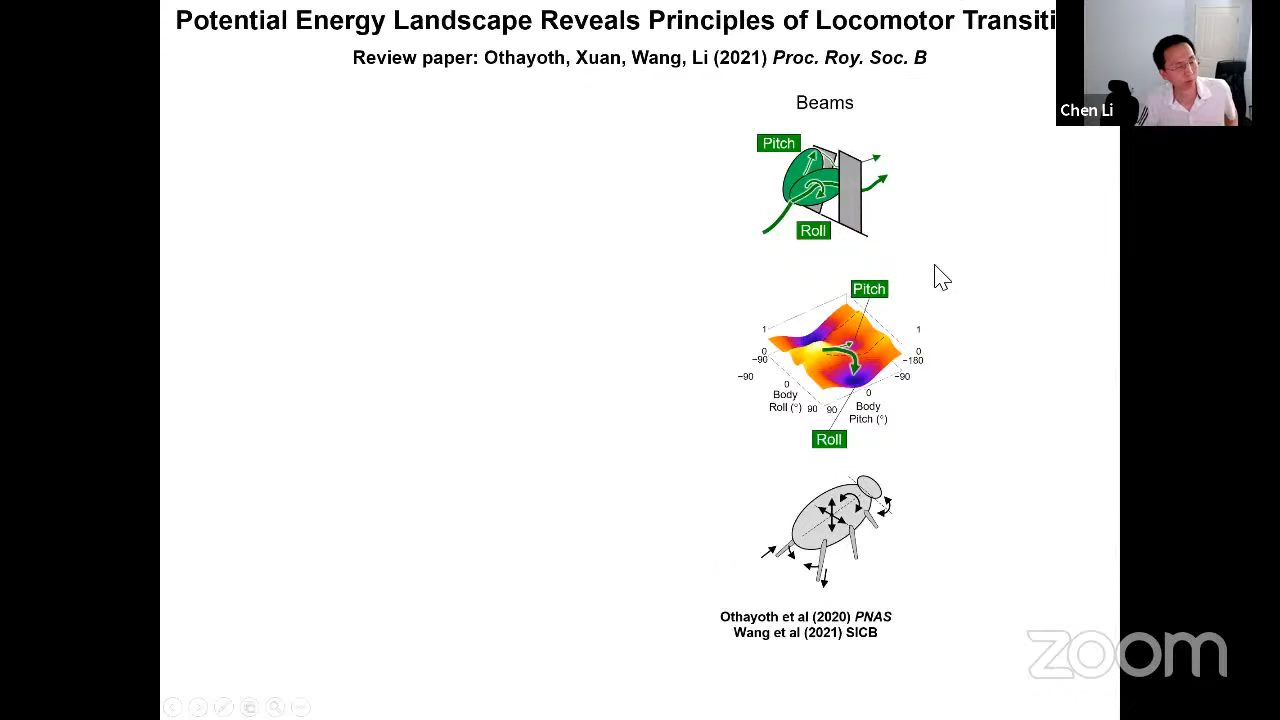 Potential Energy Landscape Reveals Principles of Locomotor Transiti
Review paper: Othayoth, Xuan, Wang, Li (2021) Proc. Roy. Soc. B
Chen Li
Beams
Pitch
Roll
Pitch
1
0
−90
−90
0
Body
Roll (°)
90
90
Body
Pitch (°)
0
−90
−180
0
1
Roll
Othayoth et al (2020) PNAS
Wang et al (2021) SICB
zoom